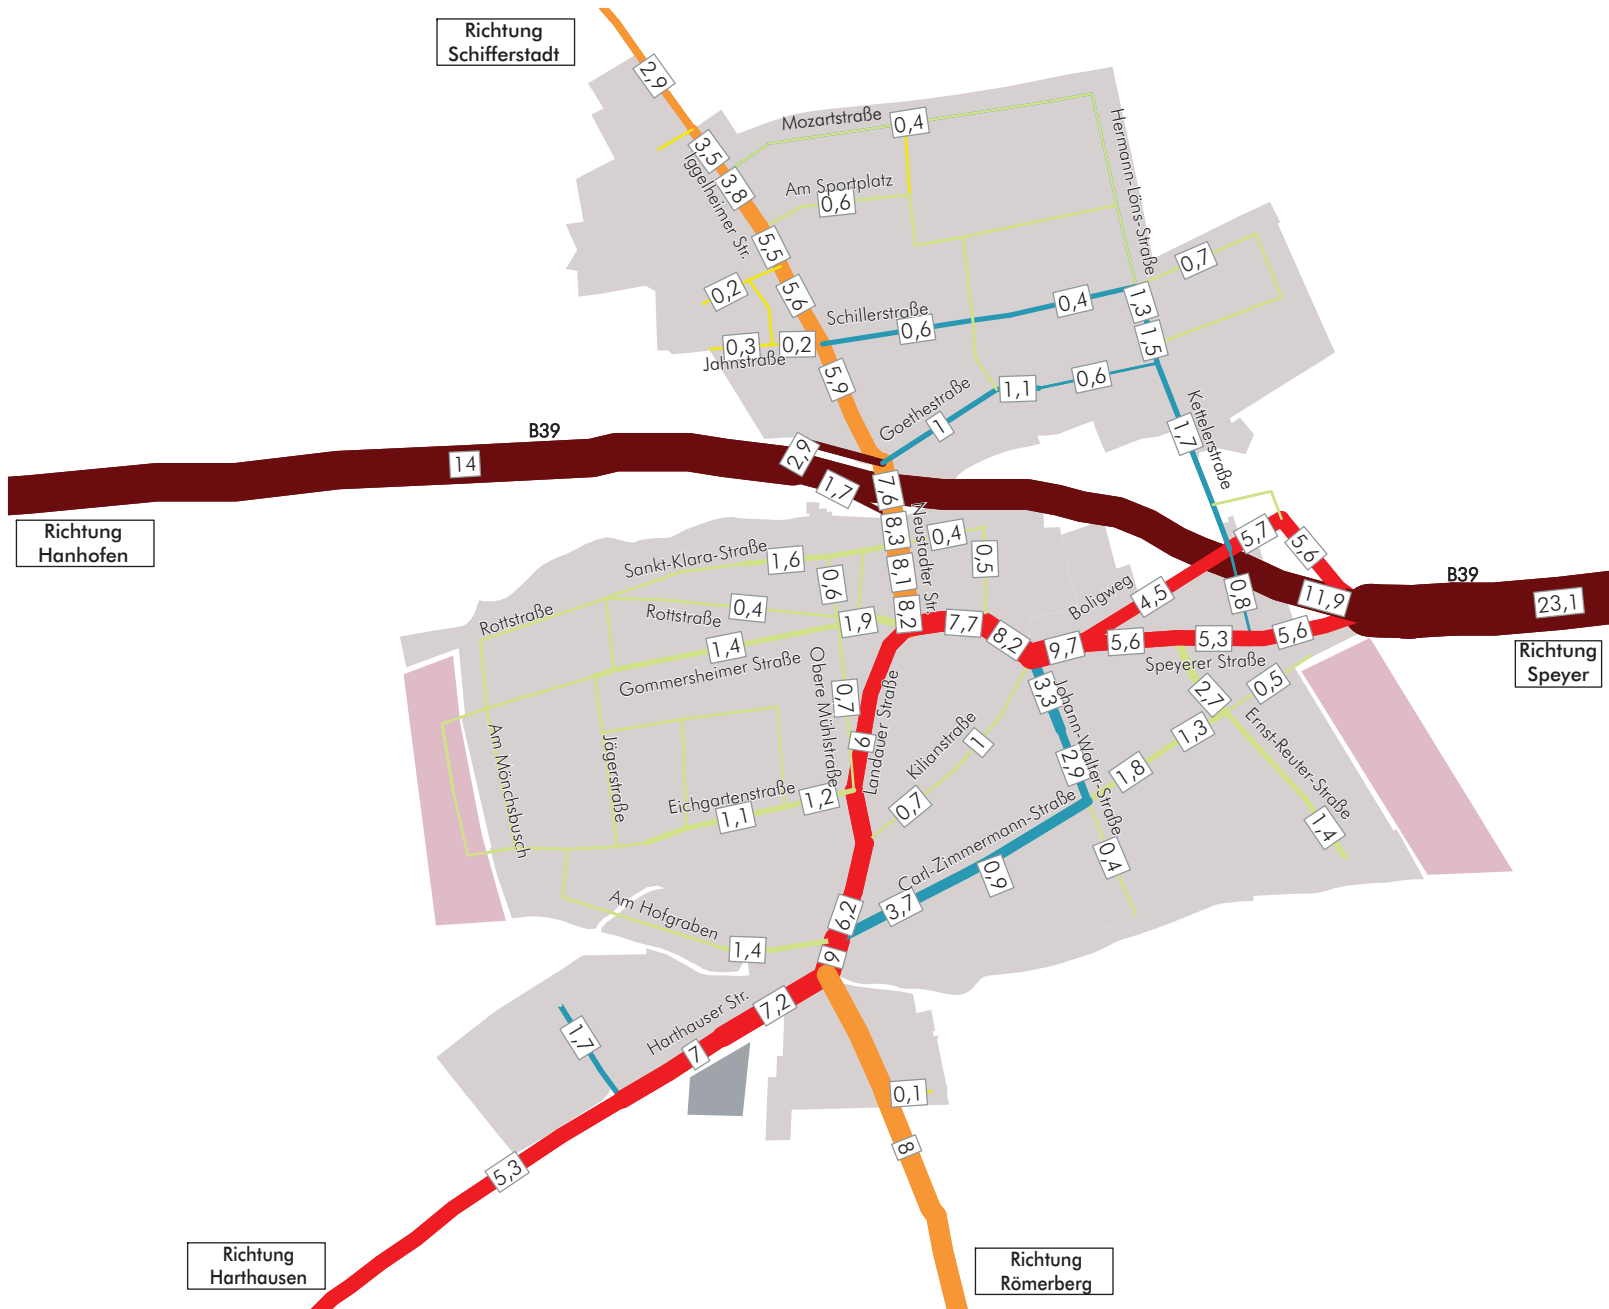 Richtung
Schifferstadt
2,9
3,5
Iggelheimer Str.
3,8
Mozartstraße
0,4
Hermann-Löns-Straße
Am Sportplatz
0,6
5,5
0,2
5,6
0,7
Schillerstraße
0,6
0,4
1,3
1,5
0,3
0,2
Jahnstraße
5,9
Goethestraße
1
1,1
0,6
Kettelerstraße
1,7
B39
14
2,9
1,7
7,6
Richtung
Hanhofen
8,3
Neustadter Str.
0,4
0,5
5,7
5,6
Sankt-Klara-Straße
1,6
0,6
8,1
8,2
Rottstraße
Rottstraße
0,4
1,9
7,7
8,2
Boligweg
4,5
0,8
11,9
B39
23,1
Richtung
Speyer
1,4
Gommersheimer Straße
9,7
5,6
5,3
5,6
Speyerer Straße
Obere Mühlstraße
0,7
Landauer Straße
6
3,3
Johann-Walter-Straße
2,9
2,7
0,5
1,3
Ernst-Reuter-Straße
1,4
Am Mönchsbusch
Jägerstraße
Eichgartenstraße
1,1
1,2
Kilianstraße
1
0,7
1,8
Carl-Zimmermann-Straße
0,9
3,7
0,4
Am Hofgraben
1,4
6,2
9
Harthauser Str.
7,2
7
1,7
0,1
8
5,3
Richtung
Harthausen
Richtung
Römerberg